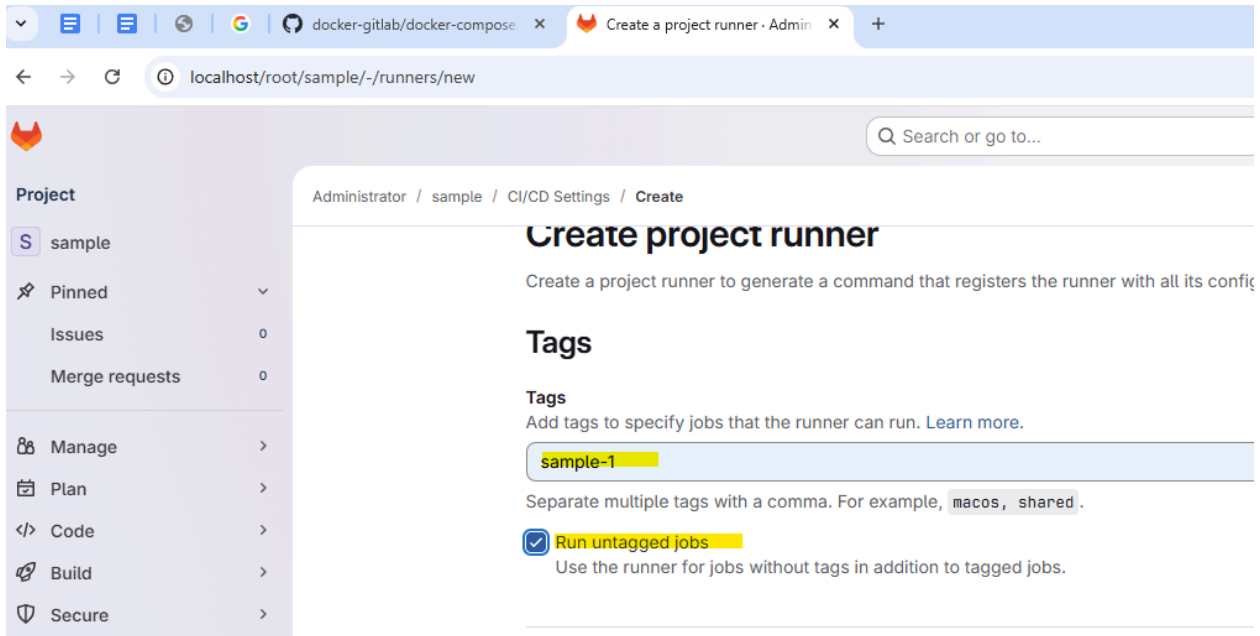 docker-gitlab/docker-compose.
Create a project runner · Admin
localhost/root/sample/-/runners/new
Search or go to...
Project
S sample
Pinned
Issues 0
Merge requests 0
Manage
Plan
Code
Build
Secure
Administrator / sample / CI/CD Settings / Create
Create project runner
Create a project runner to generate a command that registers the runner with all its config
Tags
Tags
Add tags to specify jobs that the runner can run. Learn more.
sample-1
Separate multiple tags with a comma. For example, macos, shared.
Run untagged jobs
Use the runner for jobs without tags in addition to tagged jobs.